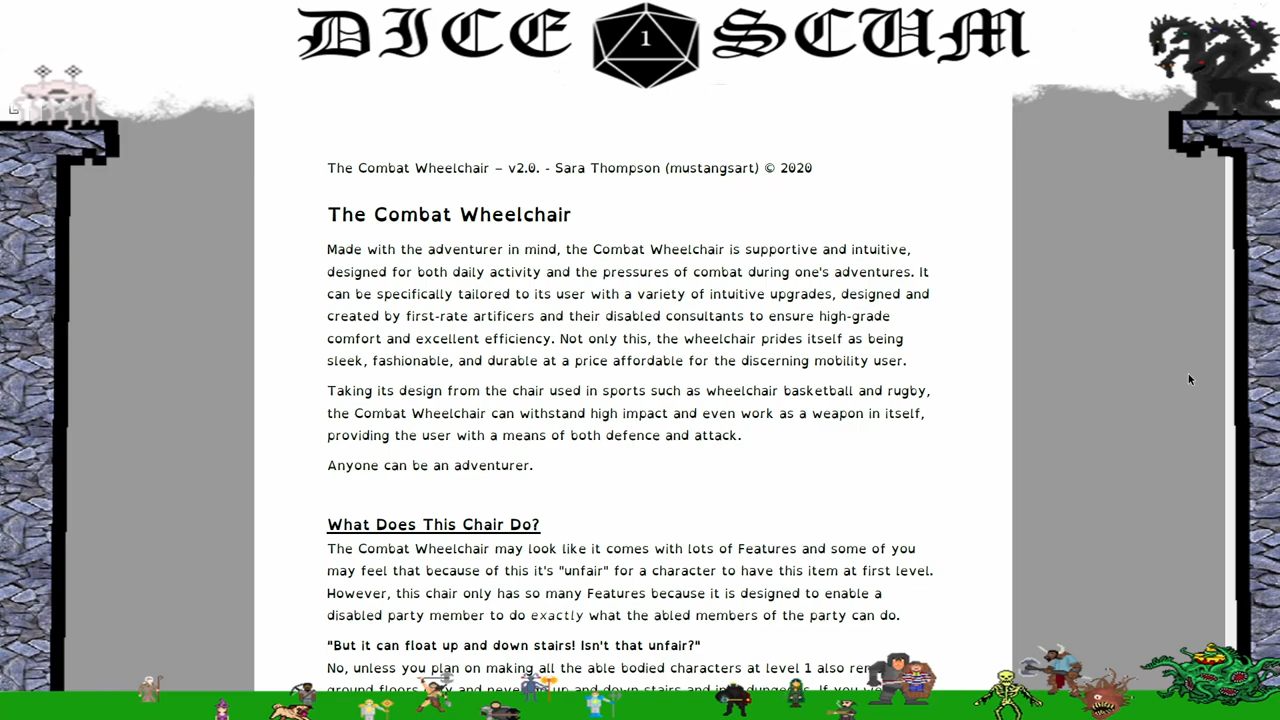 DICE 1 SCUM
The Combat Wheelchair – v2.0. - Sara Thompson (mustangsart) © 2020
The Combat Wheelchair
Made with the adventurer in mind, the Combat Wheelchair is supportive and intuitive,
designed for both daily activity and the pressures of combat during one's adventures. It
can be specifically tailored to its user with a variety of intuitive upgrades, designed and
created by first-rate artificers and their disabled consultants to ensure high-grade
comfort and excellent efficiency. Not only this, the wheelchair prides itself as being
sleek, fashionable, and durable at a price affordable for the discerning mobility user.
Taking its design from the chair used in sports such as wheelchair basketball and rugby,
the Combat Wheelchair can withstand high impact and even work as a weapon in itself,
providing the user with a means of both defence and attack.
Anyone can be an adventurer.
What Does This Chair Do?
The Combat Wheelchair may look like it comes with lots of Features and some of you
may feel that because of this it's "unfair" for a character to have this item at first level.
However, this chair only has so many Features because it is designed to enable a
disabled party member to do exactly what the abled members of the party can do.
"But it can float up and down stairs! Isn't that unfair?"
No, unless you plan on making all the able bodied characters at level 1 also
ground floors and up and down stairs and If you